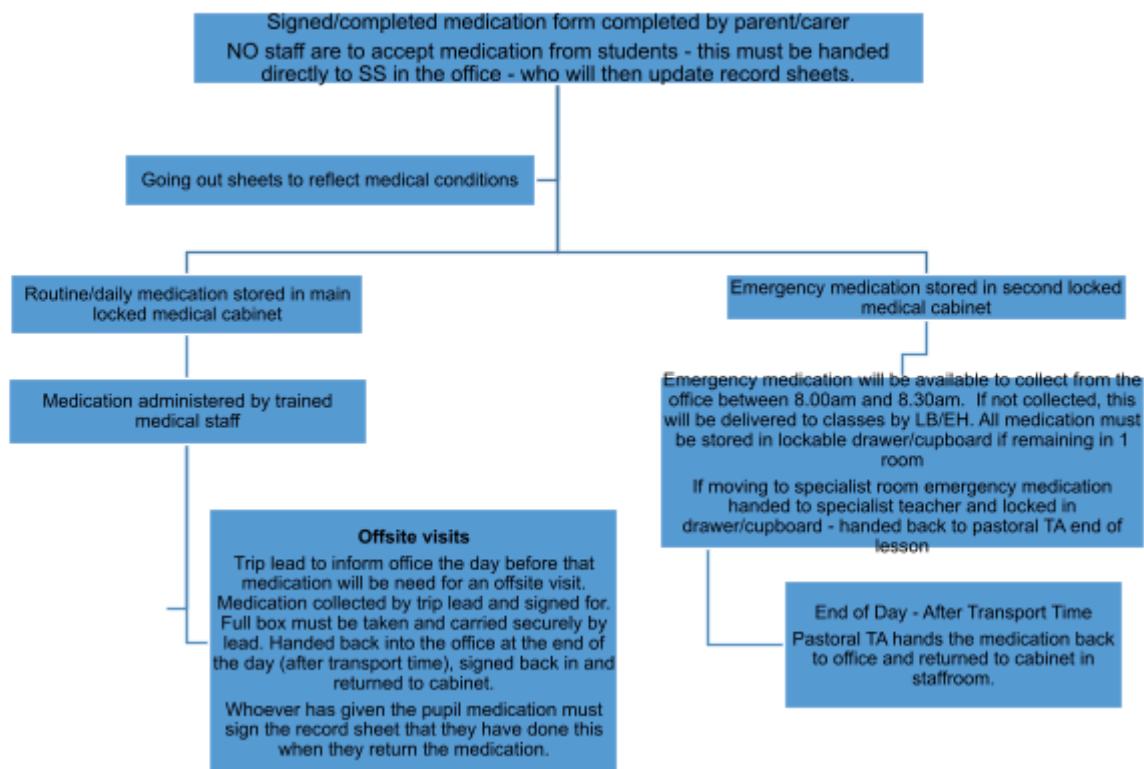 Signed/completed medication form completed by parent/carer
NO staff are to accept medication from students - this must be handed
directly to SS in the office - who will then update record sheets.
Going out sheets to reflect medical conditions
Routine/daily medication stored in main
locked medical cabinet
Emergency medication stored in second locked
medical cabinet
Medication administered by trained
medical staff
Emergency medication will be available to collect from the
office between 8.00am and 8.30am. If not collected, this
will be delivered to classes by LB/EH. All medication must
be stored in lockable drawer/cupboard if remaining in 1
room
If moving to specialist room emergency medication
handed to specialist teacher and locked in
drawer/cupboard - handed back to pastoral TA end of
lesson
Offsite visits
Trip lead to inform office the day before that
medication will be need for an offsite visit.
Medication collected by trip lead and signed for.
Full box must be taken and carried securely by
lead. Handed back into the office at the end of
the day (after transport time), signed back in and
returned to cabinet.
Whoever has given the pupil medication must
sign the record sheet that they have done this
when they return the medication.
End of Day - After Transport Time
Pastoral TA hands the medication back
to office and returned to cabinet in
staffroom.